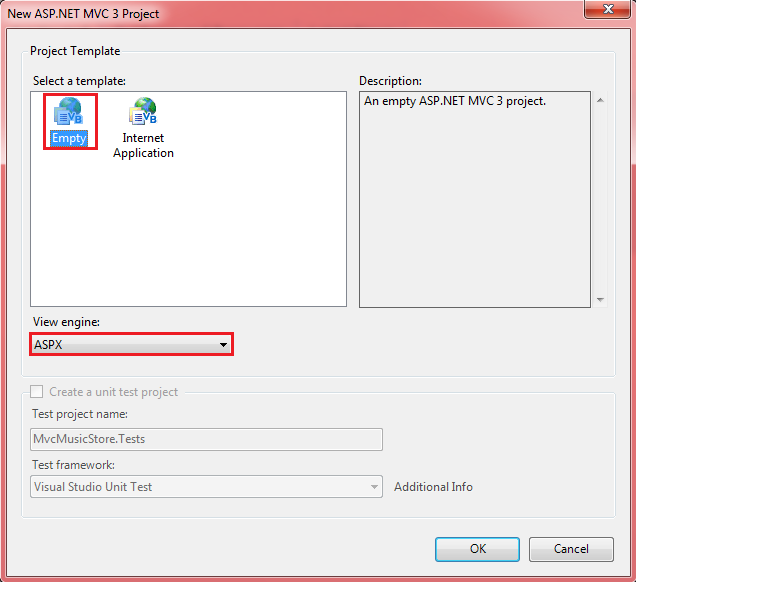 New ASP.NET MVC 3 Project
Project Template
Select a template:
Description:
VB
Empty
VB
Internet
Application
An empty ASP.NET MVC 3 project.
View engine:
ASPX
Create a unit test project
Test project name:
MvcMusicStore.Tests
Test framework:
Visual Studio Unit Test
Additional Info
OK
Cancel